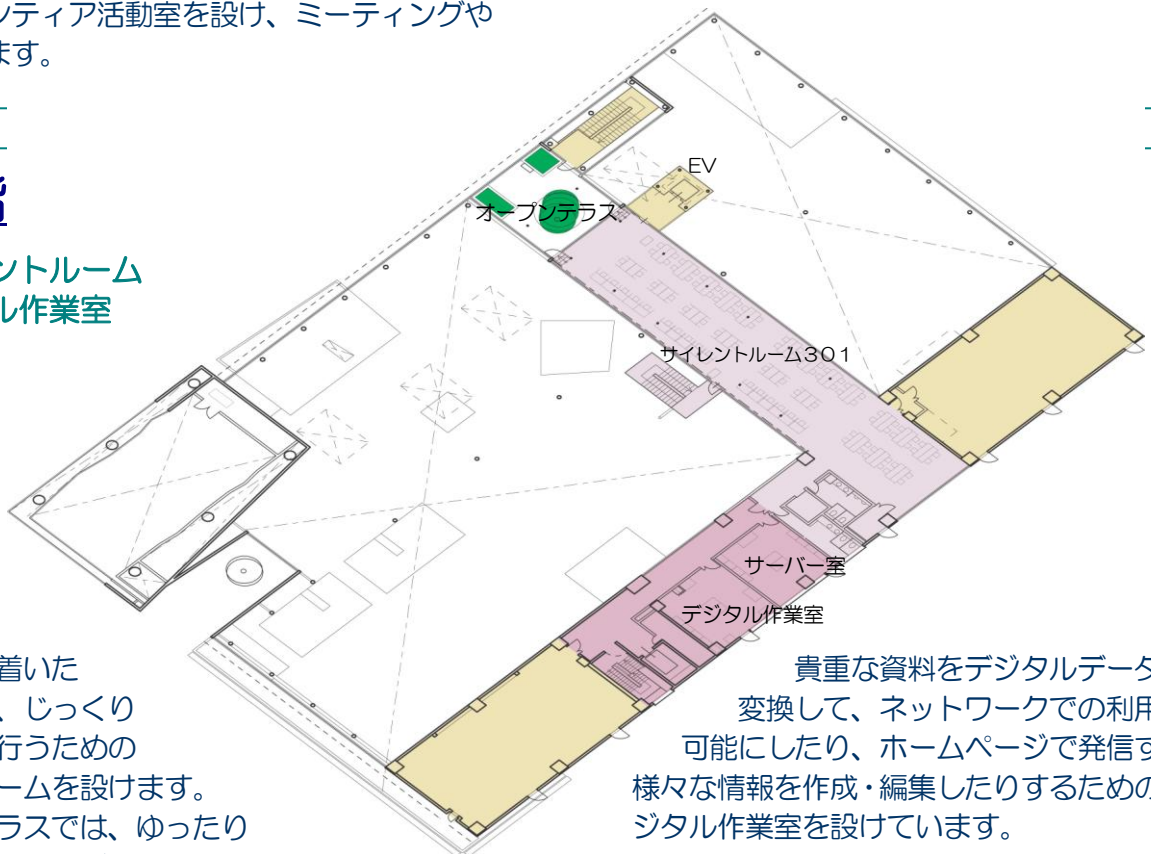 ンティア活動室を設け、ミーティングや
ます。
階
ントルーム
ル作業室
EV
オープンテラス
サイレントルーム301
サーバー室
デジタル作業室
着いた
、じっくり
行うための
ームを設けます。
ラスでは、ゆったり
貴重な資料をデジタルデータ
変換して、ネットワークでの利用
可能にしたり、ホームページで発信す
様々な情報を作成・編集したりするための
ジタル作業室を設けています。